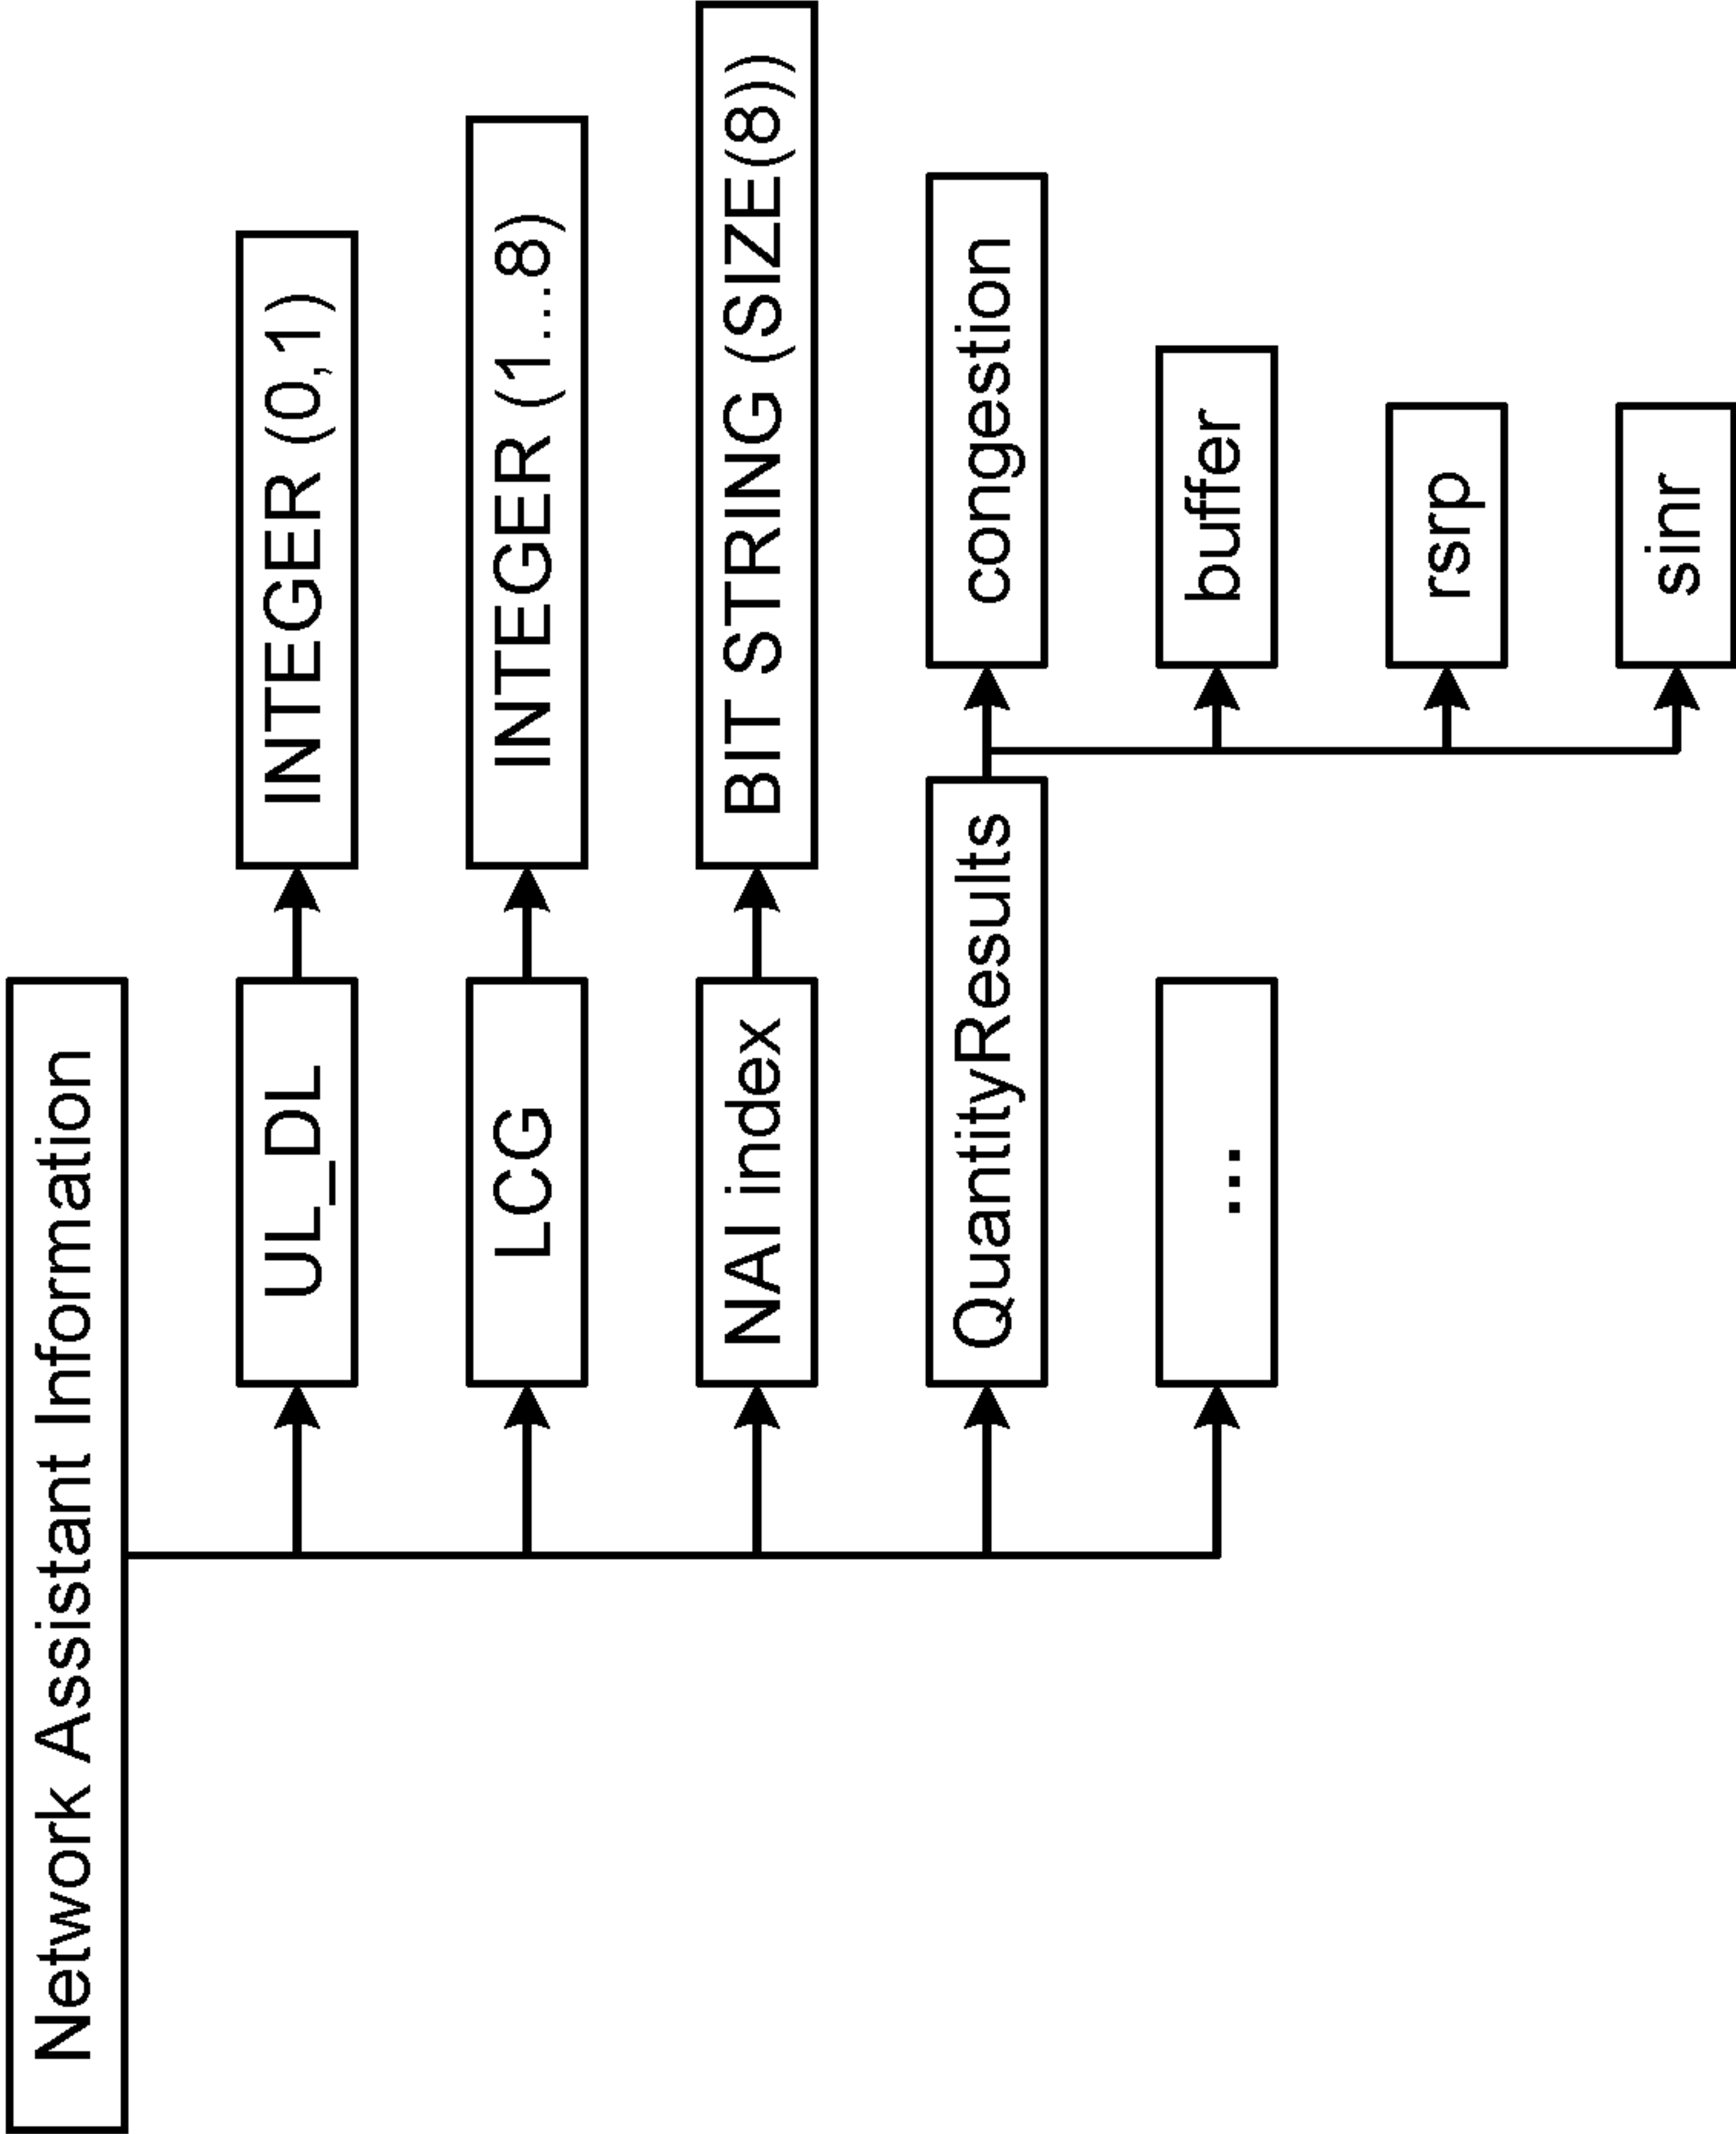 Network Assistant Information
UL_DL
INTEGER (0,1)
LCG
INTEGER (1...8)
NAI index
BIT STRING (SIZE(8))
QuantityResults
congestion
...
buffer
rsrp
sinr